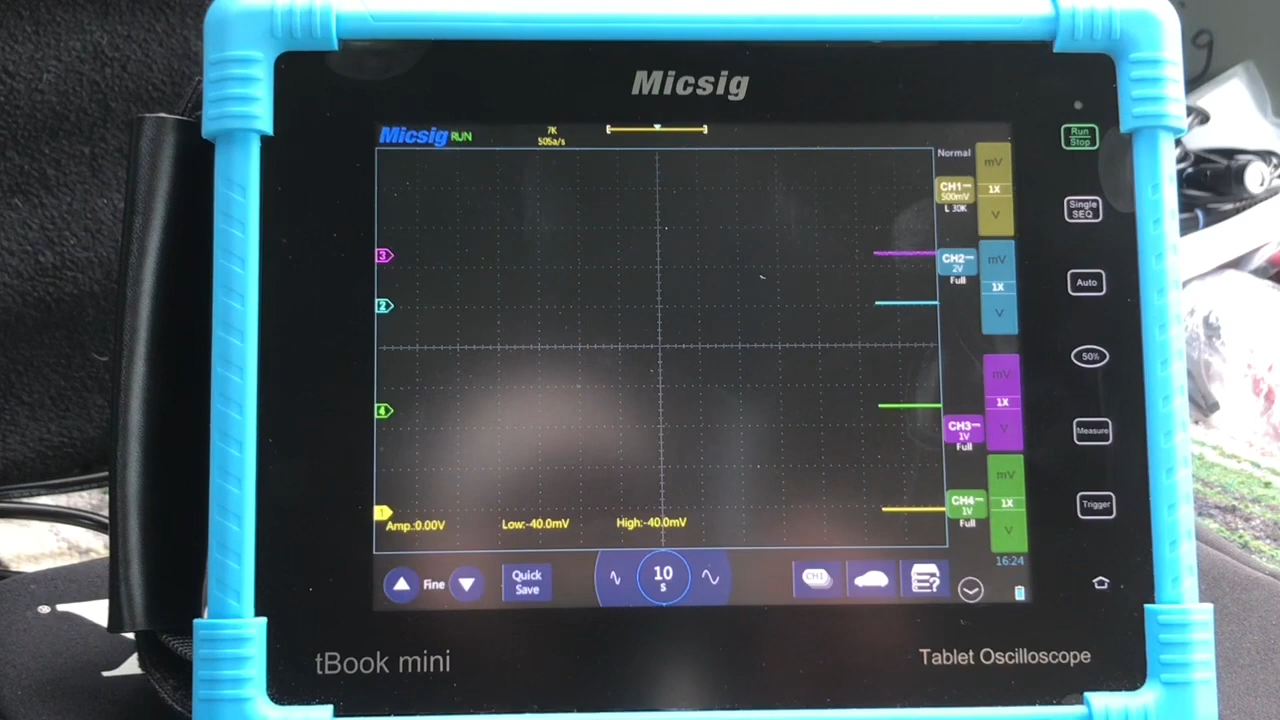 Micsig
Micsig RUN
7K
505a/s
Normal
mV
CH1
500mV
1X
L 30K
V
3
CH2
2V
Full
mV
1X
V
2
mV
1X
4
CH3
1V
Full
V
mV
CH4
1V
Full
1X
V
1
Amp:0.00V Low:-40.0mV High:-40.0mV
16:24
Fine
Quick
Save
10
s
CH1
?
Run
Stop
Single
SEQ
Auto
50%
Measure
Trigger
tBook mini
Tablet Oscilloscope